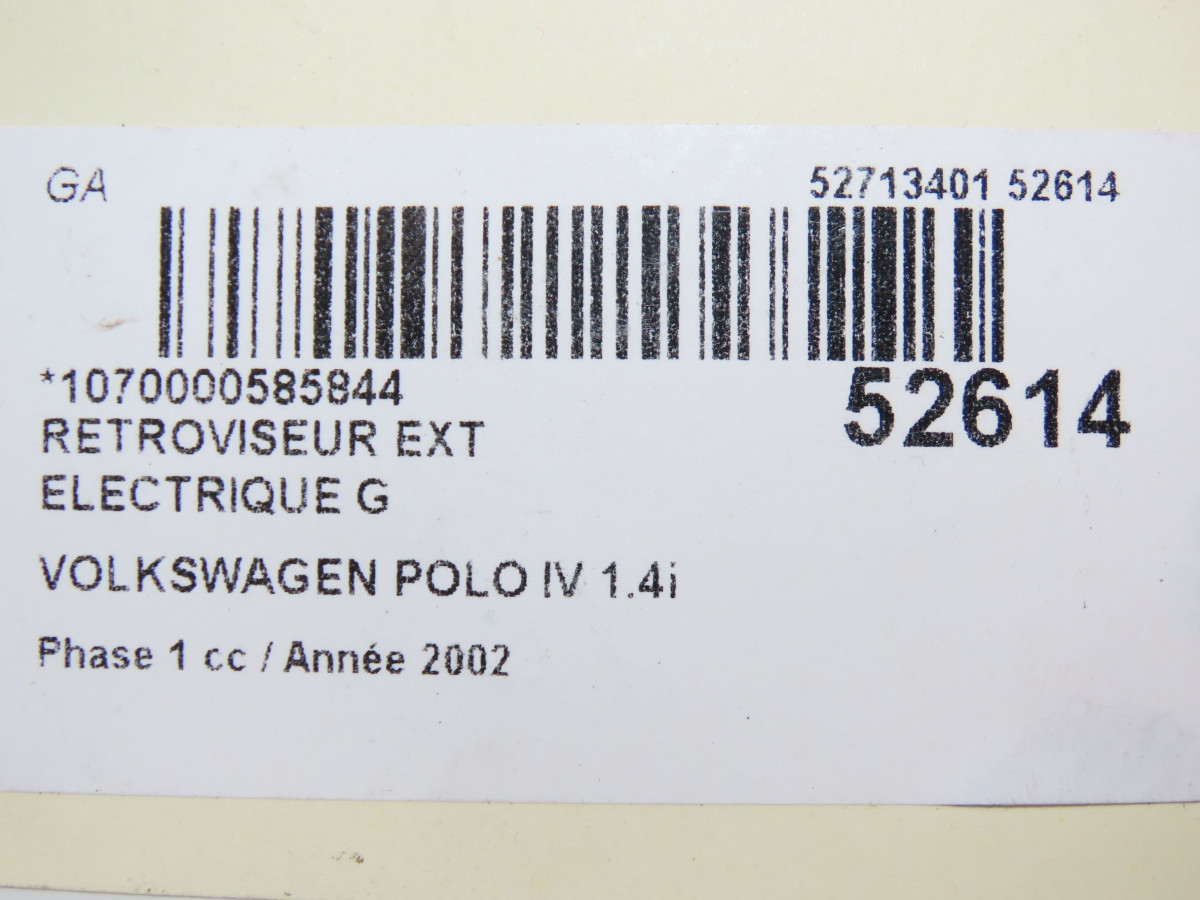 GA
52713401 52614
*1070000585844
52614
RETROVISEUR EXT
ELECTRIQUE G
VOLKSWAGEN POLO IV 1.4i
Phase 1 cc / Année 2002